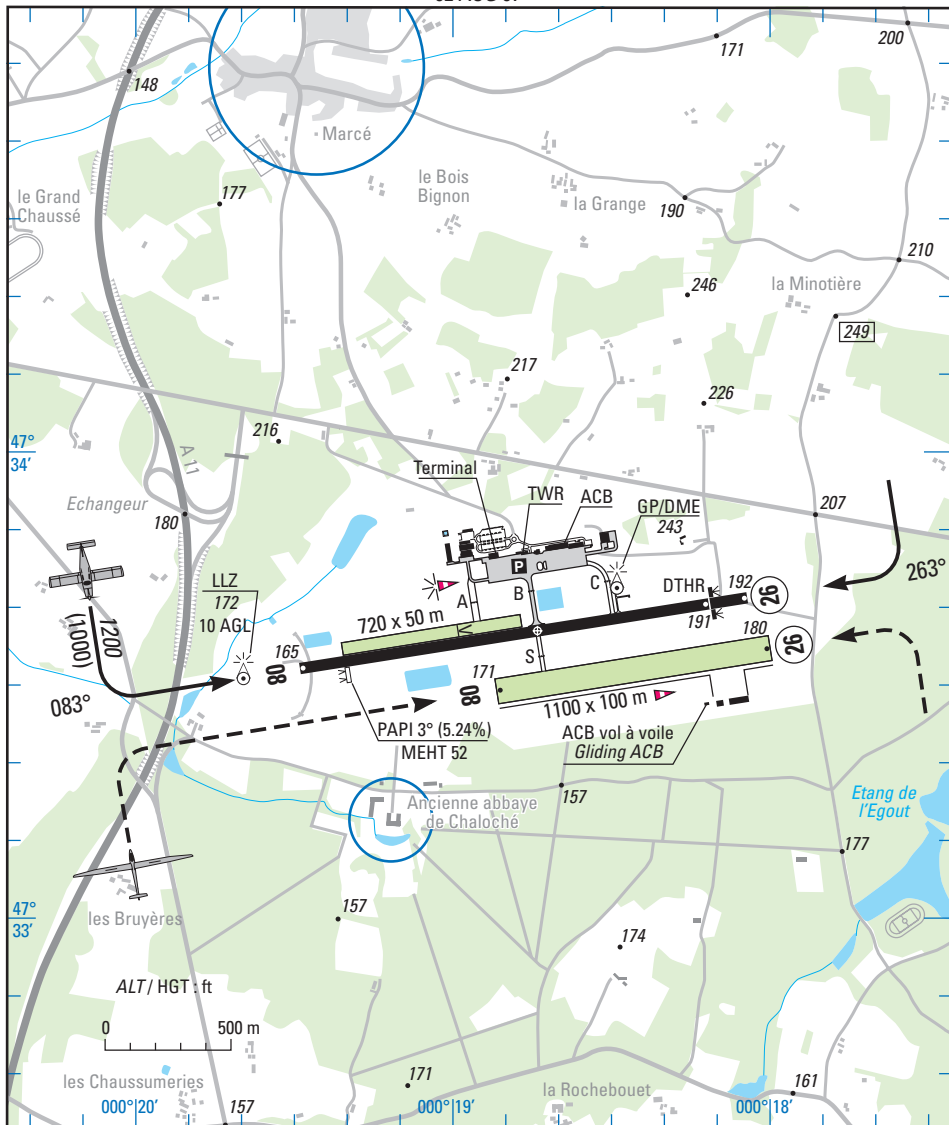 171
200
148
Marcé
le Bois
Bignon
177
le Grand
Chaussé
la Grange
190
210
246
la Minotière
249
217
226
216
47°
34’
A 11
Terminal
TWR
ACB
GP/DME
243
207
Echangeur
180
LLZ
172
10 AGL
P
A
B
C
DTHR
192
26
263°
720 x 50 m
191
1200
(1000)
083°
165
08
S
180
26
171
08
1100 x 100 m
PAPI 3° (5.24%)
MEHT 52
ACB vol à voile
Gliding ACB
157
Ancienne abbaye
de Chaloché
Etang de
l’Egout
177
les Bruyères
47°
33’
157
174
ALT / HGT : ft
0 500 m
les Chaussumeries
171
la Rochebouet
161
000° 20’
157
000° 19’
000° 18’